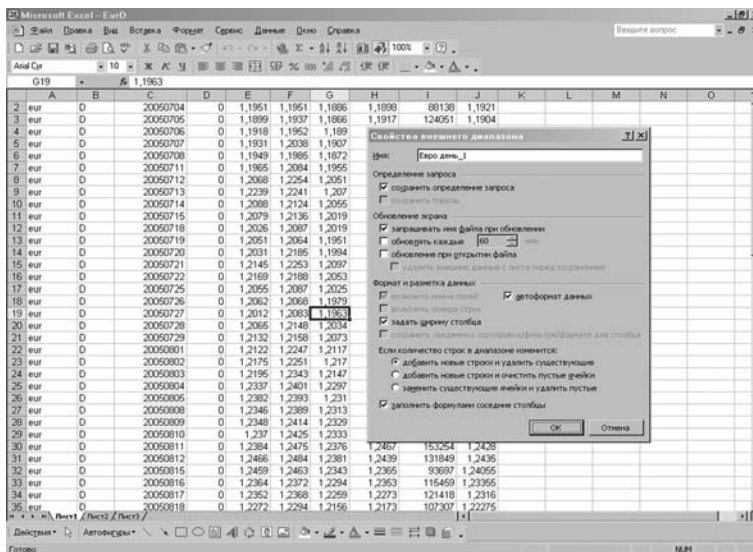 Microsoft Excel - EurD
Файл Правка Вид Вставка Формат Сервис Данные Окно Справка
Введите вопрос
100%
Arial Cyr 10 Ж К Ч
G19 fx 1,1963
A B C D E F G H I J K L M N O
2 eur D 20050704 0 1,1951 1,1951 1,1886 1,1898 88138 1,1921
3 eur D 20050705 0 1,1899 1,1937 1,1866 1,1917 124051 1,1904
4 eur D 20050706 0 1,1918 1,1952 1,189
5 eur D 20050707 0 1,1931 1,2038 1,1907
6 eur D 20050708 0 1,1949 1,1985 1,1872
7 eur D 20050711 0 1,1965 1,2084 1,1955
8 eur D 20050712 0 1,2068 1,2254 1,2051
9 eur D 20050713 0 1,2239 1,2241 1,207
10 eur D 20050714 0 1,2088 1,2124 1,2055
11 eur D 20050715 0 1,2079 1,2136 1,2019
12 eur D 20050718 0 1,2026 1,2087 1,2019
13 eur D 20050719 0 1,2051 1,2064 1,1951
14 eur D 20050720 0 1,2031 1,2185 1,1994
15 eur D 20050721 0 1,2145 1,2253 1,2097
16 eur D 20050722 0 1,2169 1,2188 1,2053
17 eur D 20050725 0 1,2055 1,2087 1,2025
18 eur D 20050726 0 1,2062 1,2068 1,1979
19 eur D 20050727 0 1,2012 1,2083 1,1963
20 eur D 20050728 0 1,2065 1,2148 1,2034
21 eur D 20050729 0 1,2132 1,2158 1,2073
22 eur D 20050801 0 1,2122 1,2247 1,2117
23 eur D 20050802 0 1,2175 1,2251 1,217
24 eur D 20050803 0 1,2195 1,2343 1,2147
25 eur D 20050804 0 1,2337 1,2401 1,2297
26 eur D 20050805 0 1,2382 1,2393 1,231
27 eur D 20050808 0 1,2346 1,2389 1,2313
28 eur D 20050809 0 1,2348 1,2414 1,2329
29 eur D 20050810 0 1,237 1,2425 1,2333
30 eur D 20050811 0 1,2384 1,2475 1,2376 1,2467 153254 1,2428
31 eur D 20050812 0 1,2466 1,2484 1,2381 1,2439 131849 1,2435
32 eur D 20050815 0 1,2459 1,2463 1,2343 1,2365 93697 1,24055
33 eur D 20050816 0 1,2364 1,2372 1,2294 1,2353 115459 1,23355
34 eur D 20050817 0 1,2352 1,2368 1,2259 1,2273 121418 1,2316
35 eur D 20050818 0 1,2272 1,2294 1,2156 1,2173 107307 1,22275
Свойства внешнего диапазона
Имя: Евро день_1
Определение запроса
сохранить определение запроса
сохранить пароль
Обновление экрана
запрашивать имя файла при обновлении
обновлять каждые 60 мин
обновление при открытии файла
удалить внешние данные с листа перед сохранением
Формат и разметка данных
включить имена полей автоформат данных
включить номера строк
задать ширину столбца
сохранить сведения о сортировке/фильтре/формате для столбца
Если количество строк в диапазоне изменится:
добавить новые строки и удалить существующие
добавить новые строки и очистить пустые ячейки
заменить существующие ячейки и удалить пустые
заполнить формулами соседние столбцы
OK Отмена
Лист1 Лист2 Лист3
Действия Автофигуры
Готово NUM